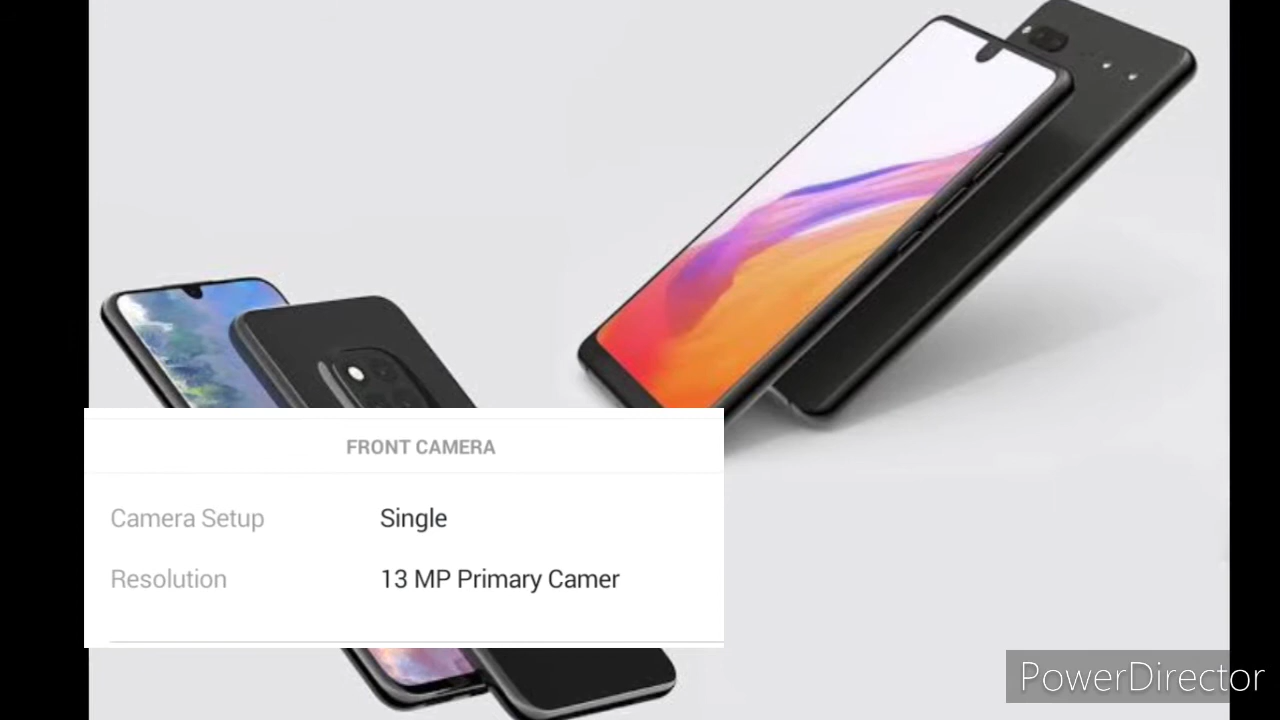 FRONT CAMERA
Camera Setup Single
Resolution 13 MP Primary Camer
PowerDirector